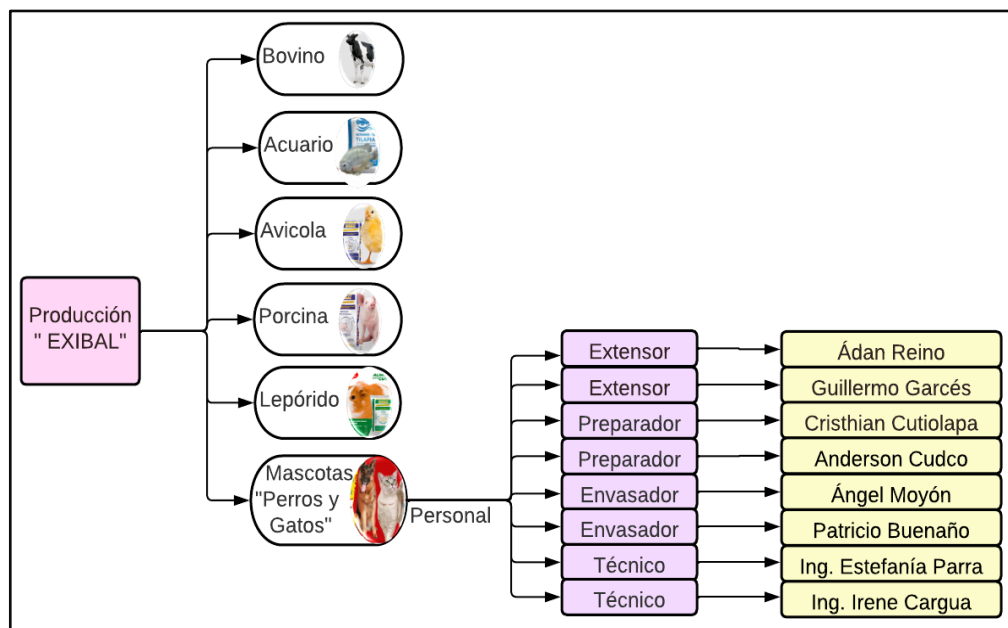 Bovino
Acuario
TILAPIA
Avicola
Producción
" EXIBAL"
Porcina
Lepórido
Mascotas
"Perros y
Gatos"
Personal
Extensor
Ádan Reino
Extensor
Guillermo Garcés
Preparador
Cristhian Cutiolapa
Preparador
Anderson Cudco
Envasador
Ángel Moyón
Envasador
Patricio Buenaño
Técnico
Ing. Estefanía Parra
Técnico
Ing. Irene Cargua